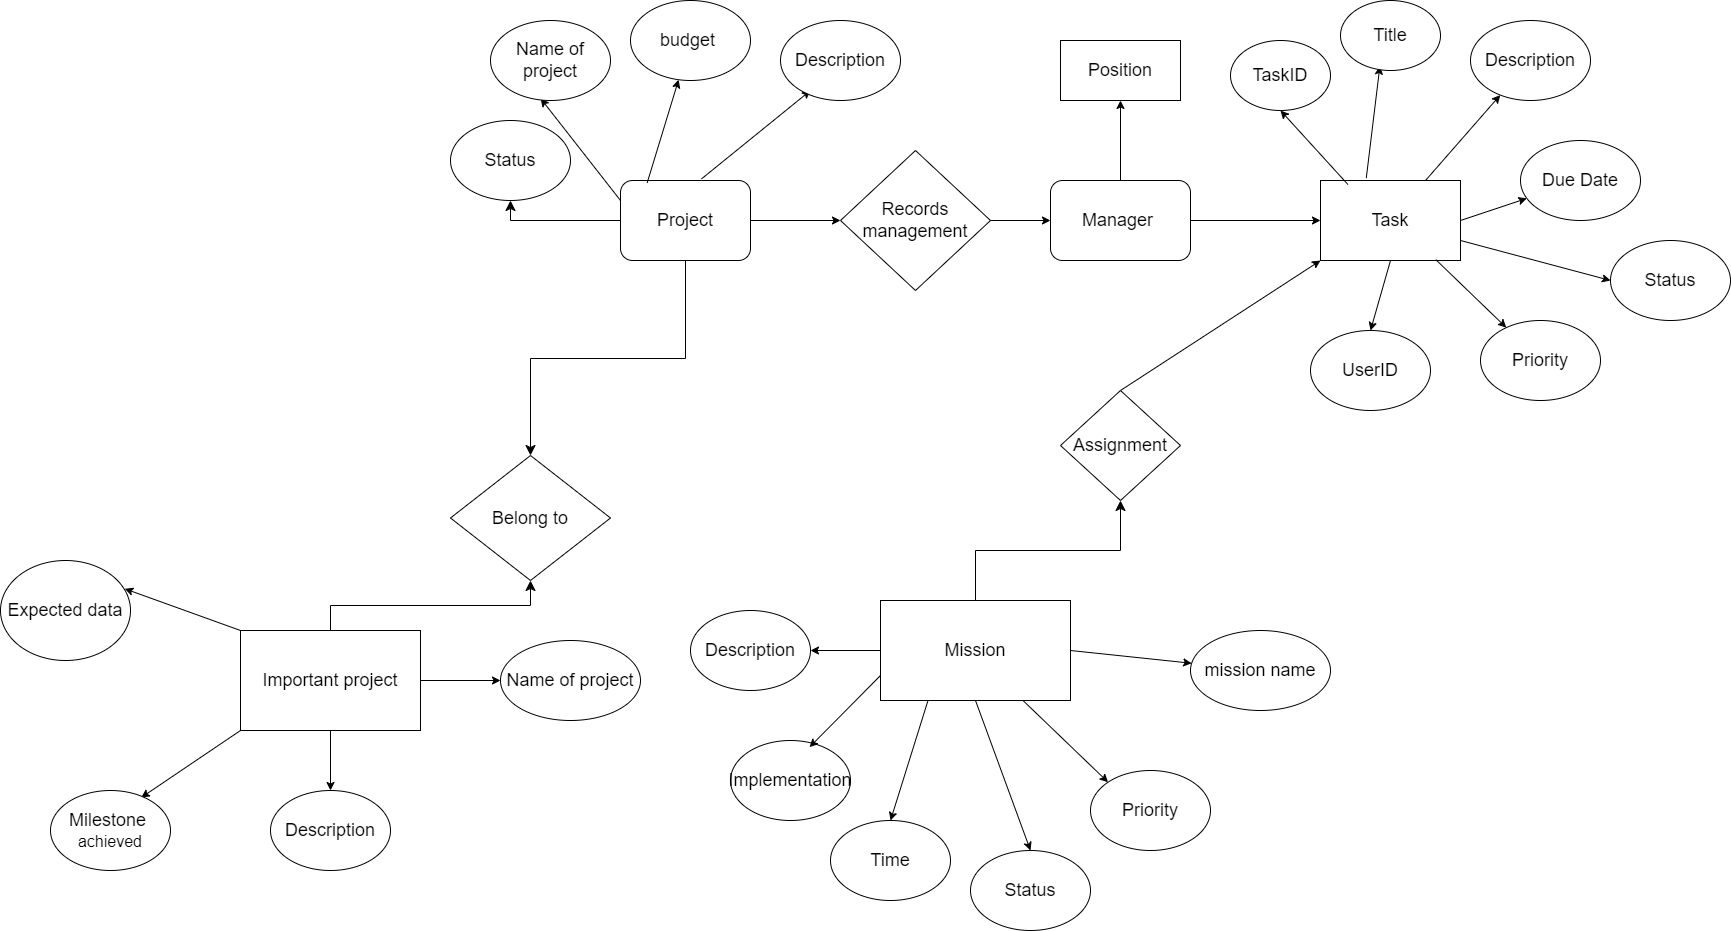 Name of
project
budget
Description
Status
Project
Records
management
Position
Manager
TaskID
Title
Description
Due Date
Status
Priority
UserID
Task
Assignment
Belong to
Expected data
Important project
Name of project
Milestone
achieved
Description
Description
Mission
mission name
Implementation
Time
Status
Priority